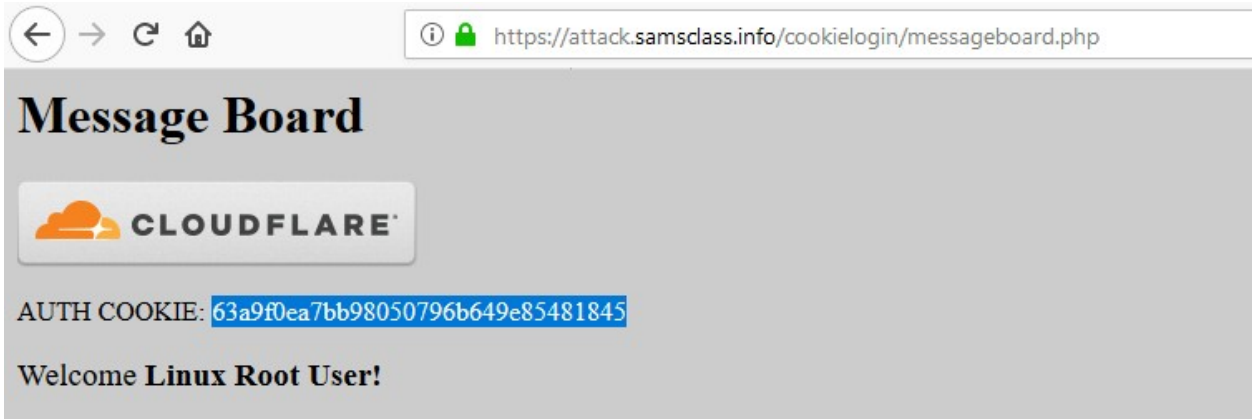 https://attack.samsclass.info/cookielogin/messageboard.php
Message Board
CLOUDFLARE
AUTH COOKIE: 63a9f0ea7bb98050796b649e85481845
Welcome Linux Root User!